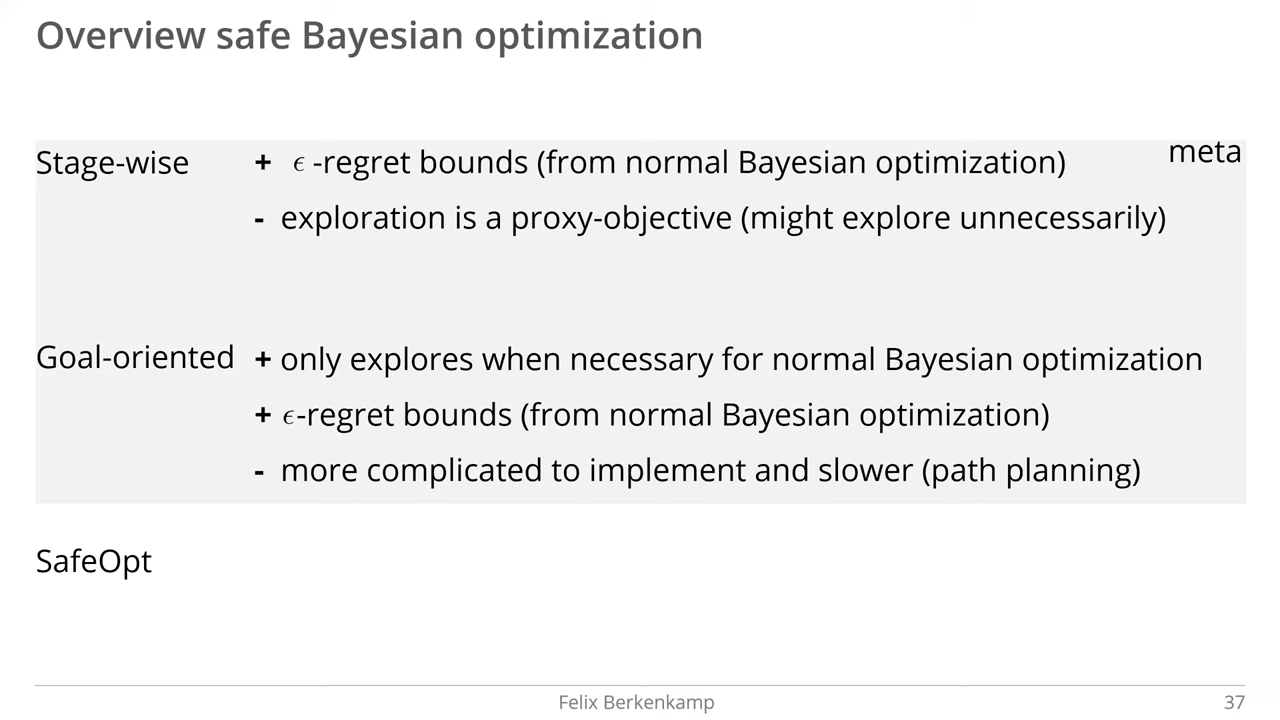 Overview safe Bayesian optimization
meta
Stage-wise + ϵ -regret bounds (from normal Bayesian optimization)
- exploration is a proxy-objective (might explore unnecessarily)
Goal-oriented + only explores when necessary for normal Bayesian optimization
+ ϵ-regret bounds (from normal Bayesian optimization)
- more complicated to implement and slower (path planning)
SafeOpt
Felix Berkenkamp 37